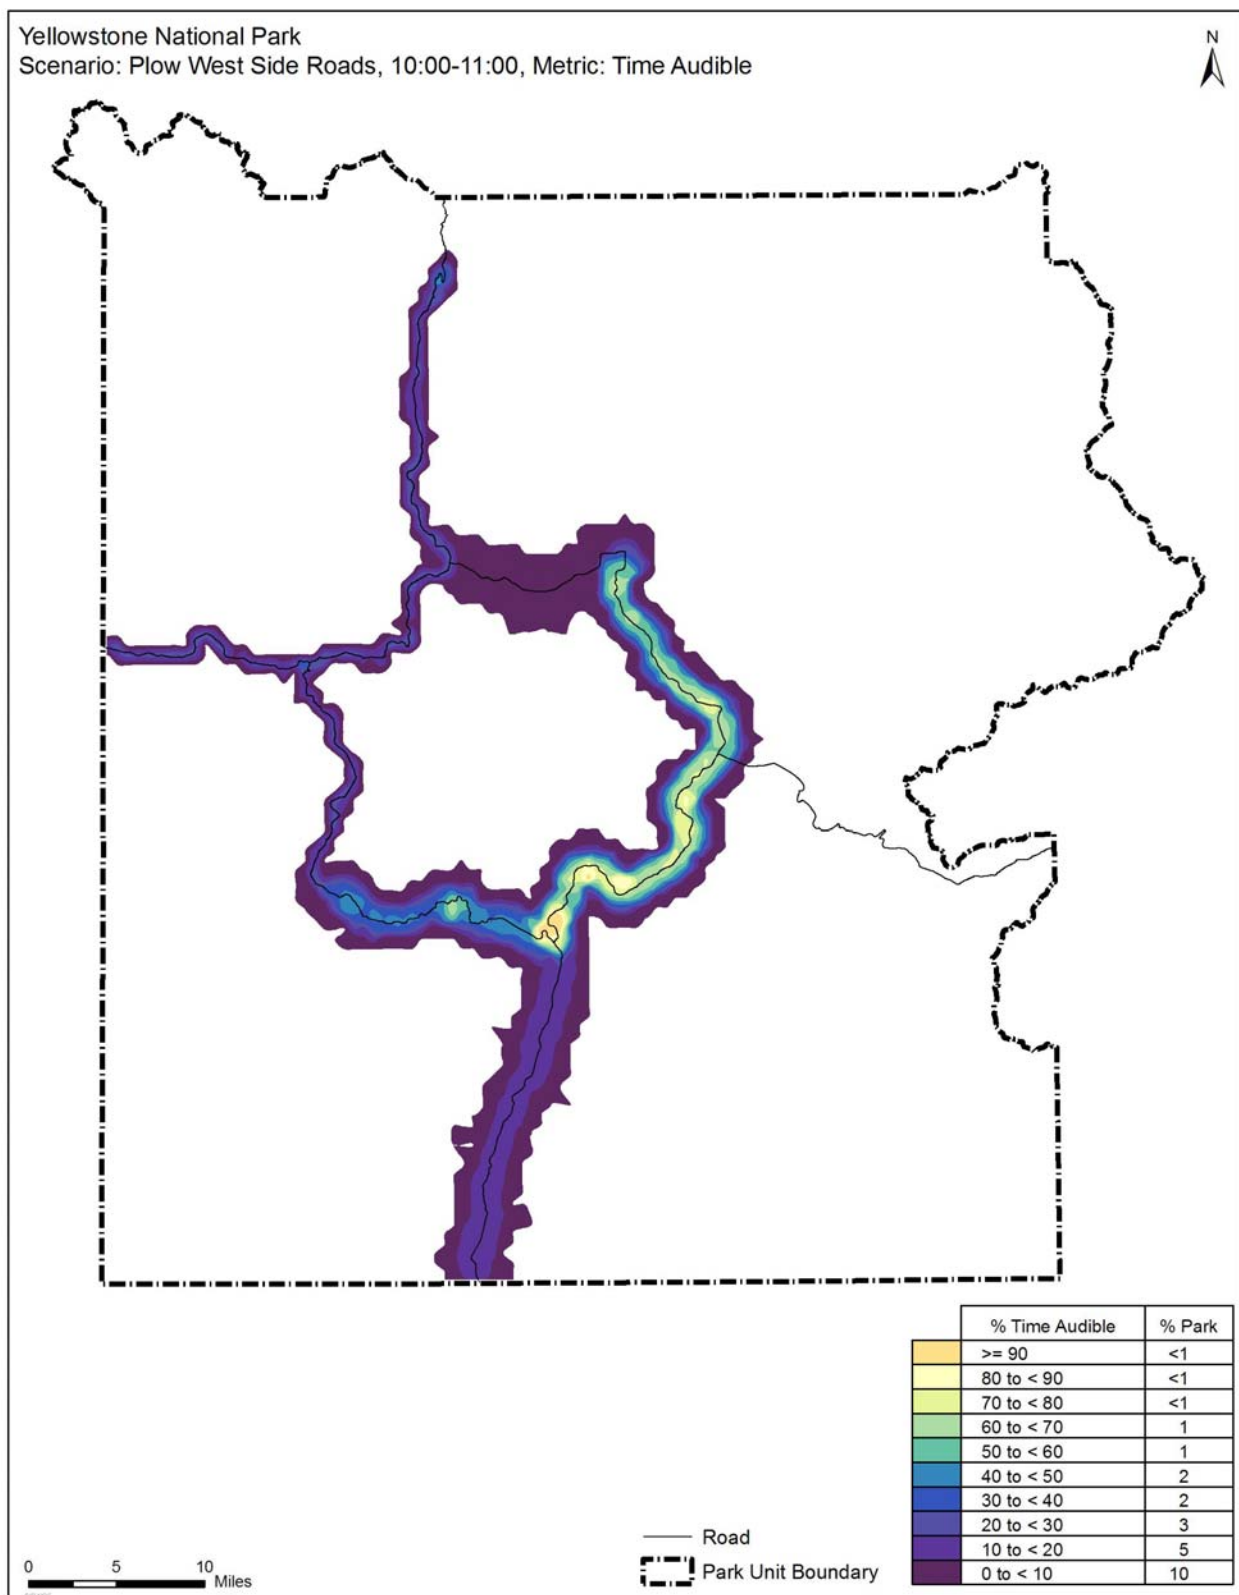 Yellowstone National Park
Scenario: Plow West Side Roads, 10:00-11:00, Metric: Time Audible
N
% Time Audible % Park
>= 90 <1
80 to < 90 <1
70 to < 80 <1
60 to < 70 1
50 to < 60 1
40 to < 50 2
30 to < 40 2
20 to < 30 3
10 to < 20 5
0 to < 10 10
Road
Park Unit Boundary
0 5 10
Miles